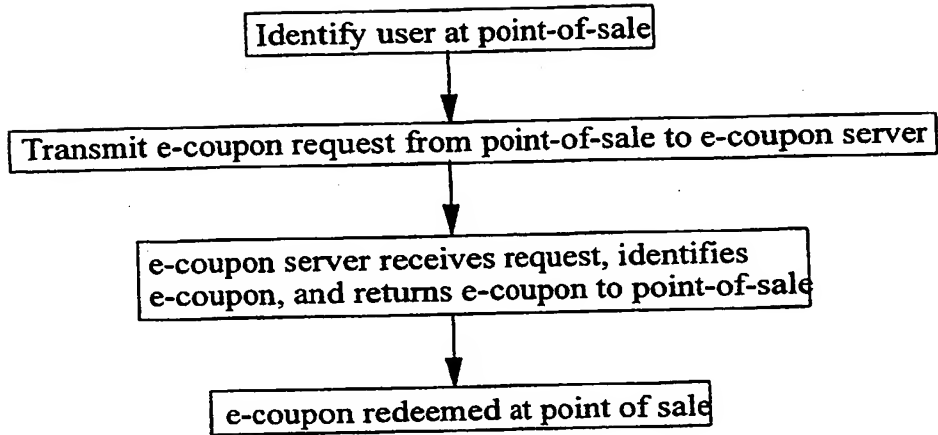 Identify user at point-of-sale
Transmit e-coupon request from point-of-sale to e-coupon server
e-coupon server receives request, identifies
e-coupon, and returns e-coupon to point-of-sale
e-coupon redeemed at point of sale